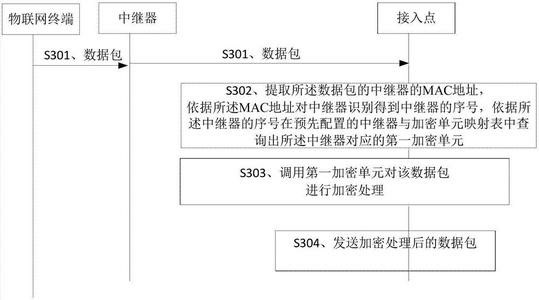 物联网终端
中继器
接入点
S301、数据包
S301、数据包
S302、提取所述数据包的中继器的MAC地址，
依据所述MAC地址对中继器识别得到中继器的序号，依据所
述中继器的序号在预先配置的中继器与加密单元映射表中查
询出所述中继器对应的第一加密单元
S303、调用第一加密单元对该数据包
进行加密处理
S304、发送加密处理后的数据包